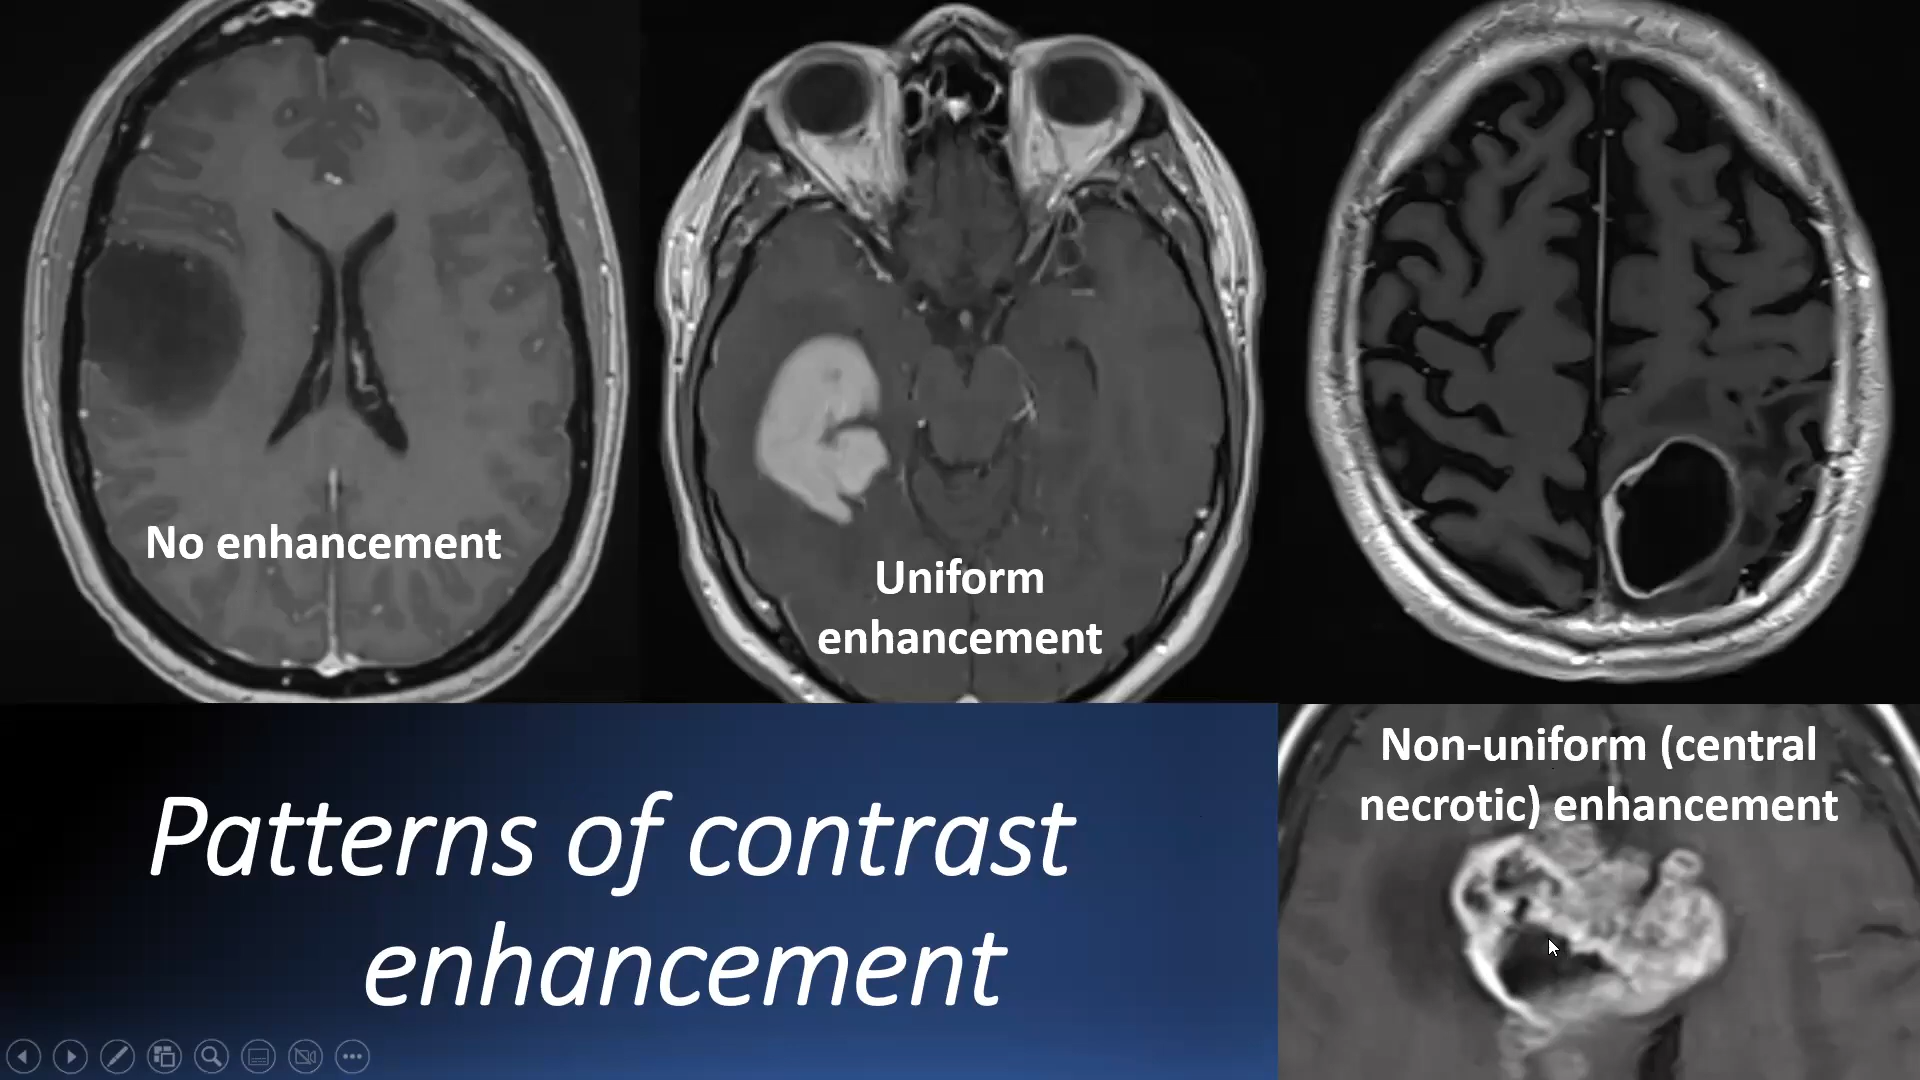 No enhancement
Uniform
enhancement
Non-uniform (central
necrotic) enhancement
Patterns of contrast
enhancement